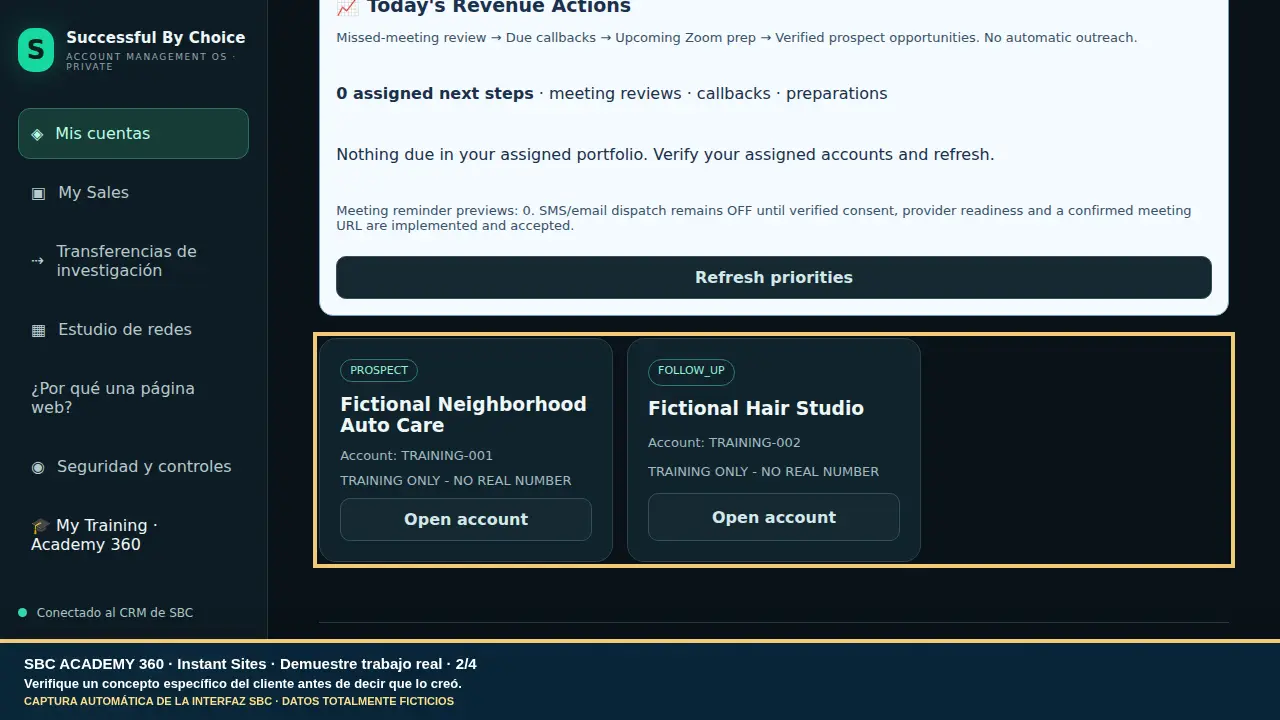 S
Successful By Choice
ACCOUNT MANAGEMENT OS ·
PRIVATE
Mis cuentas
My Sales
Transferencias de
investigación
Estudio de redes
¿Por qué una página
web?
Seguridad y controles
My Training ·
Academy 360
Conectado al CRM de SBC
Today's Revenue Actions
Missed-meeting review → Due callbacks → Upcoming Zoom prep → Verified prospect opportunities. No automatic outreach.
0 assigned next steps · meeting reviews · callbacks · preparations
Nothing due in your assigned portfolio. Verify your assigned accounts and refresh.
Meeting reminder previews: 0. SMS/email dispatch remains OFF until verified consent, provider readiness and a confirmed meeting
URL are implemented and accepted.
Refresh priorities
PROSPECT
Fictional Neighborhood
Auto Care
Account: TRAINING-001
TRAINING ONLY - NO REAL NUMBER
Open account
FOLLOW_UP
Fictional Hair Studio
Account: TRAINING-002
TRAINING ONLY - NO REAL NUMBER
Open account
SBC ACADEMY 360 · Instant Sites · Demuestre trabajo real · 2/4
Verifique un concepto específico del cliente antes de decir que lo creó.
CAPTURA AUTOMÁTICA DE LA INTERFAZ SBC · DATOS TOTALMENTE FICTICIOS